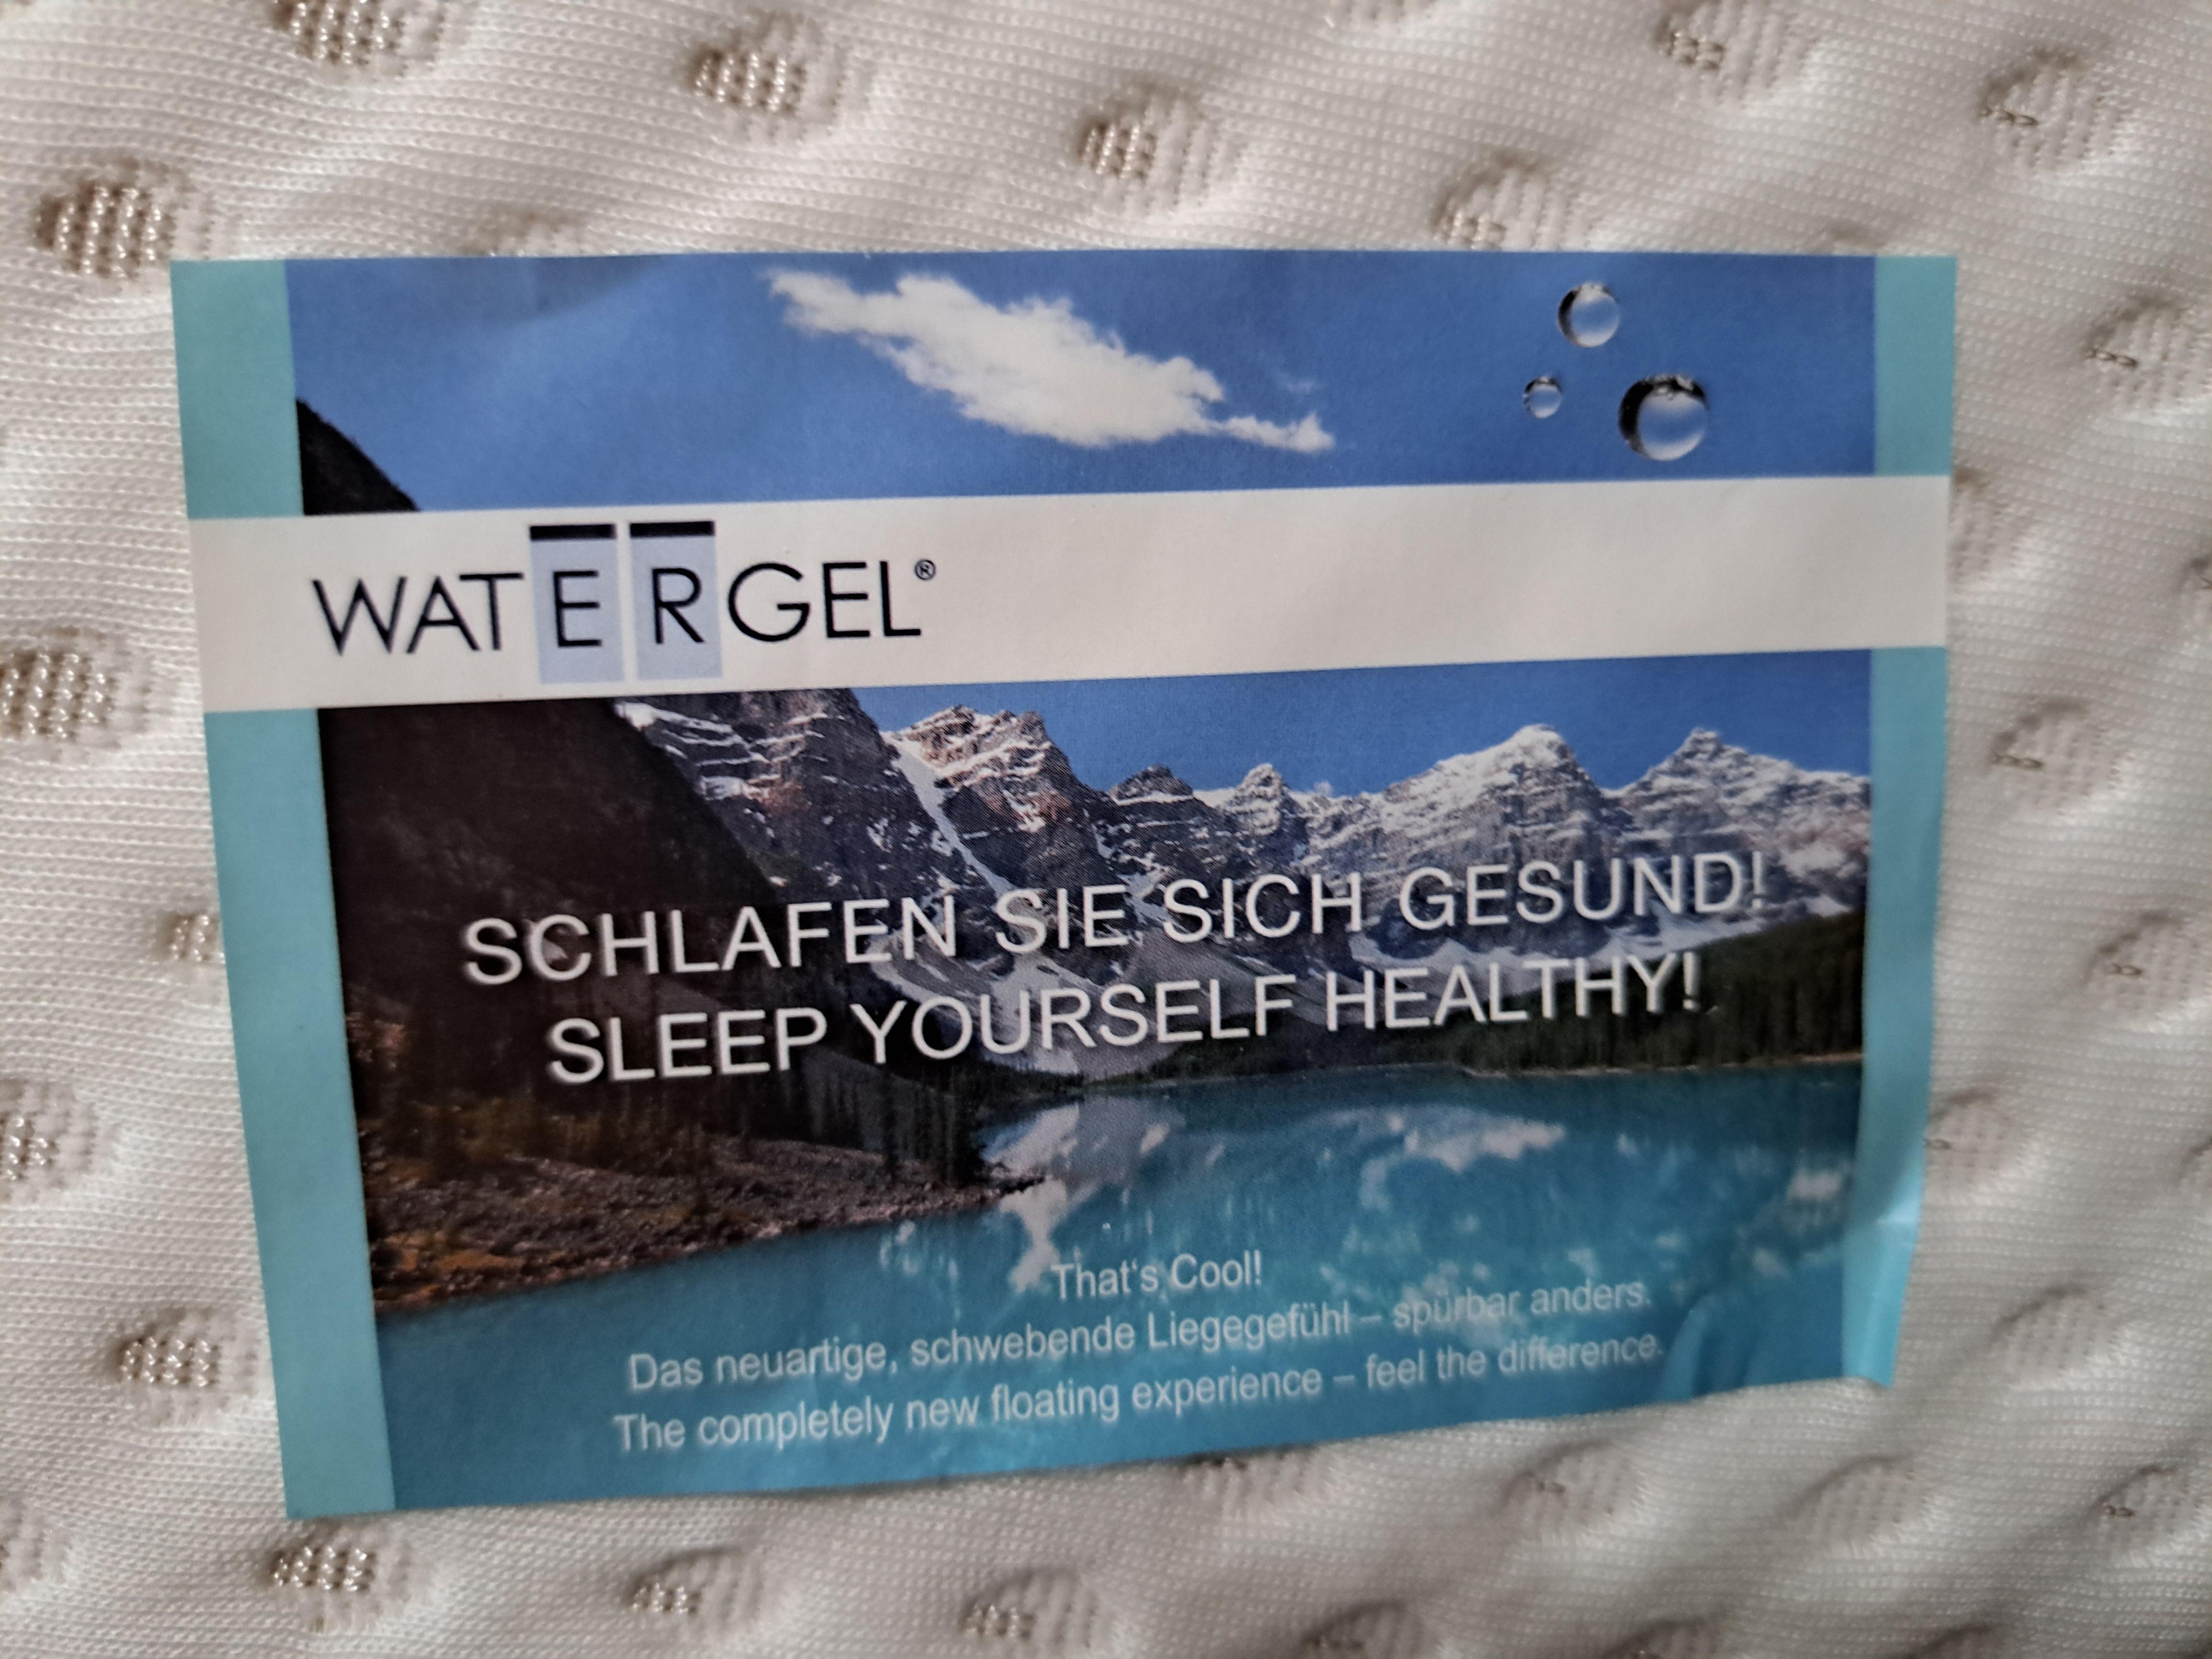 WATERGEL®
SCHLAFEN SIE SICH GESUND!
SLEEP YOURSELF HEALTHY!
That's Cool!
Das neuartige, schwebende Liegegefühl – spürbar anders.
The completely new floating experience – feel the difference.